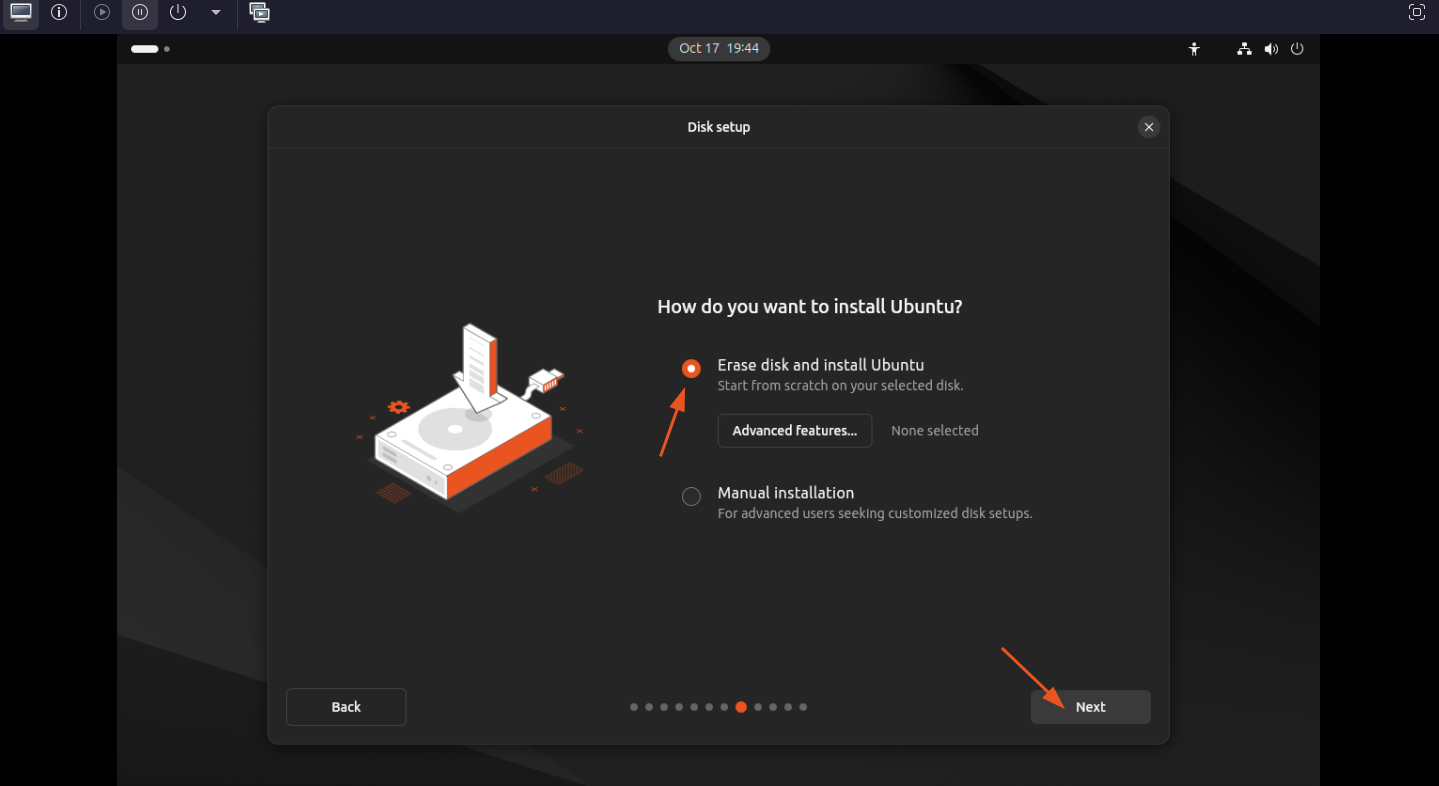 Oct 17 19:44
Disk setup
How do you want to install Ubuntu?
Erase disk and install Ubuntu
Start from scratch on your selected disk.
Advanced features... None selected
Manual installation
For advanced users seeking customized disk setups.
Back
Next